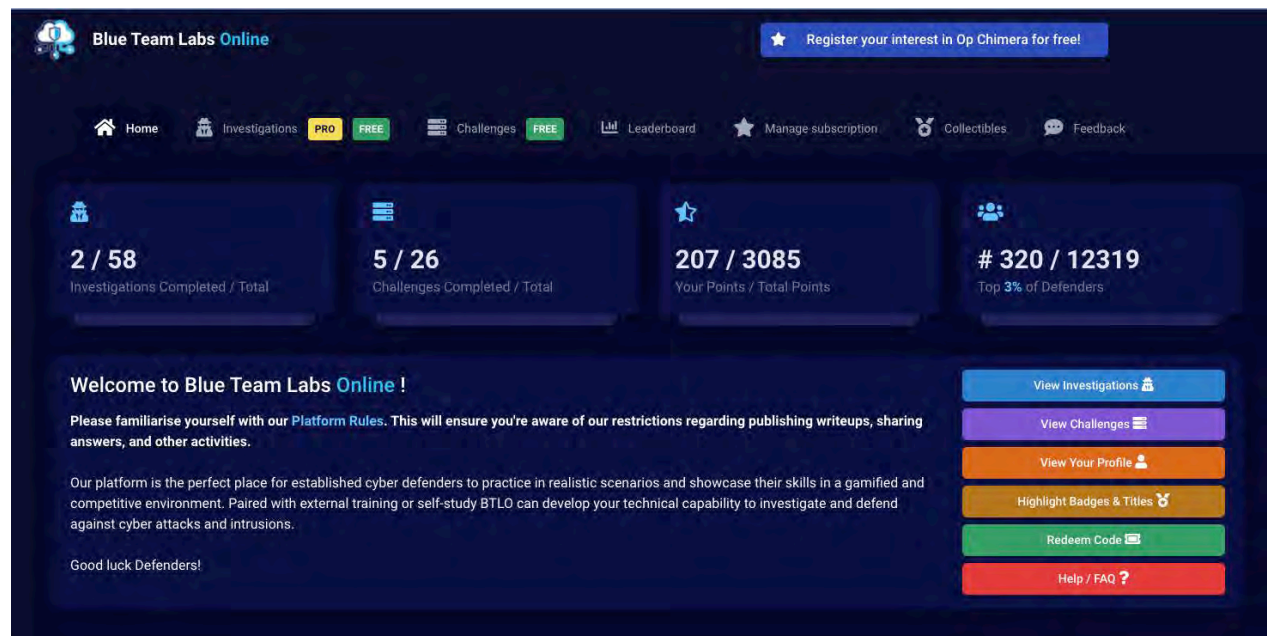 Blue Team Labs Online
Register your interest in Op Chimera for free!
Home
Investigations PRO FREE
Challenges FREE
Leaderboard
Manage subscription
Collectibles
Feedback
2 / 58
Investigations Completed / Total
5 / 26
Challenges Completed / Total
207 / 3085
Your Points / Total Points
# 320 / 12319
Top 3% of Defenders
Welcome to Blue Team Labs Online !
Please familiarise yourself with our Platform Rules. This will ensure you're aware of our restrictions regarding publishing writeups, sharing
answers, and other activities.
Our platform is the perfect place for established cyber defenders to practice in realistic scenarios and showcase their skills in a gamified and
competitive environment. Paired with external training or self-study BTLO can develop your technical capability to investigate and defend
against cyber attacks and intrusions.
Good luck Defenders!
View Investigations
View Challenges
View Your Profile
Highlight Badges & Titles
Redeem Code
Help / FAQ ?